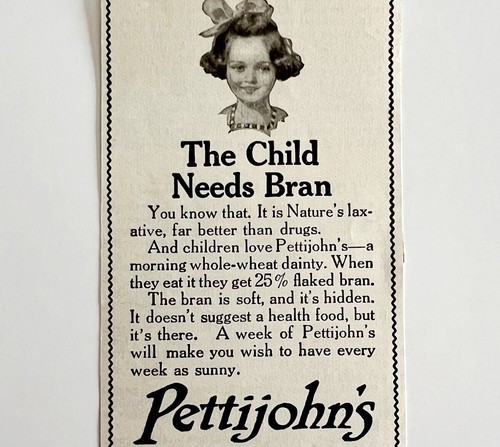 The Child
Needs Bran
You know that. It is Nature's lax-
ative, far better than drugs.
And children love Pettijohn's—a
morning whole-wheat dainty. When
they eat it they get 25% flaked bran.
The bran is soft, and it's hidden.
It doesn't suggest a health food, but
it's there. A week of Pettijohn's
will make you wish to have every
week as sunny.
Pettijohn's